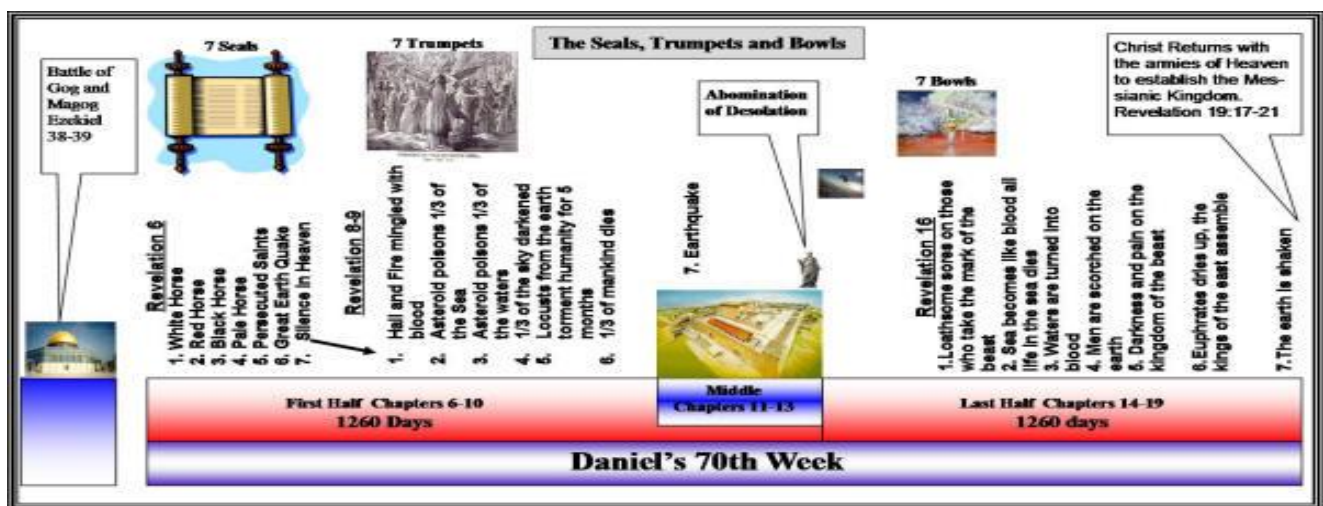 The Seals, Trumpets and Bowls
Battle of
Gog and
Magog
Ezekiel
38-39
7 Seals
Revelation 6
1. White Horse
2. Red Horse
3. Black Horse
4. Pale Horse
5. Persecuted Saints
6. Great Earth Quake
7. Silence in Heaven
7 Trumpets
Revelation 8-9
1. Hail and Fire mingled with
blood
2. Asteroid poisons 1/3 of
the Sea
3. Asteroid poisons 1/3 of
the waters
4. 1/3 of the sky darkened
5. Locusts from the earth
torment humanity for 5
months
6. 1/3 of mankind dies
7. Earthquake
Abomination
of Desolation
7 Bowls
Revelation 16
1.Loathsome sores on those
who take the mark of the
beast
2. Sea becomes like blood all
life in the sea dies
3. Waters are turned into
blood
4. Men are scorched on the
earth
5. Darkness and pain on the
kingdom of the beast
6.Euphrates dries up, the
kings of the east assemble
7.The earth is shaken
Christ Returns with
the armies of Heaven
to establish the Mes-
sianic Kingdom.
Revelation 19:17-21
First Half Chapters 6-10
1260 Days
Middle
Chapters 11-13
Last Half Chapters 14-19
1260 days
Daniel's 70th Week